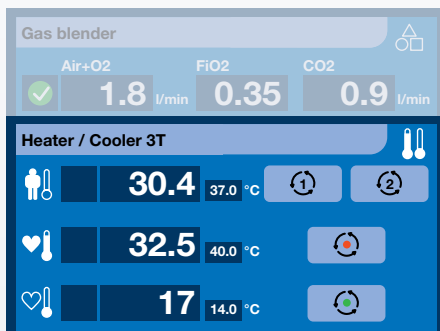 Gas blender
Air+O2 FiO2 CO2
1.8 l/min 0.35 0.9 l/min
Heater / Cooler 3T
30.4 37.0 °C 1 2
32.5 40.0 °C
17 14.0 °C